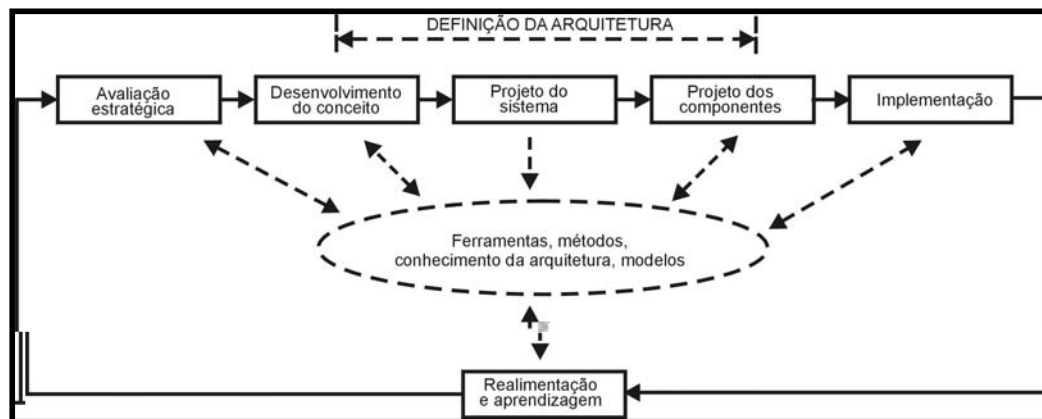 DEFINIÇÃO DA ARQUITETURA
Avaliação
estratégica
Desenvolvimento
do conceito
Projeto do
sistema
Projeto dos
componentes
Implementação
Ferramentas, métodos,
conhecimento da arquitetura, modelos
Realimentação
e aprendizagem